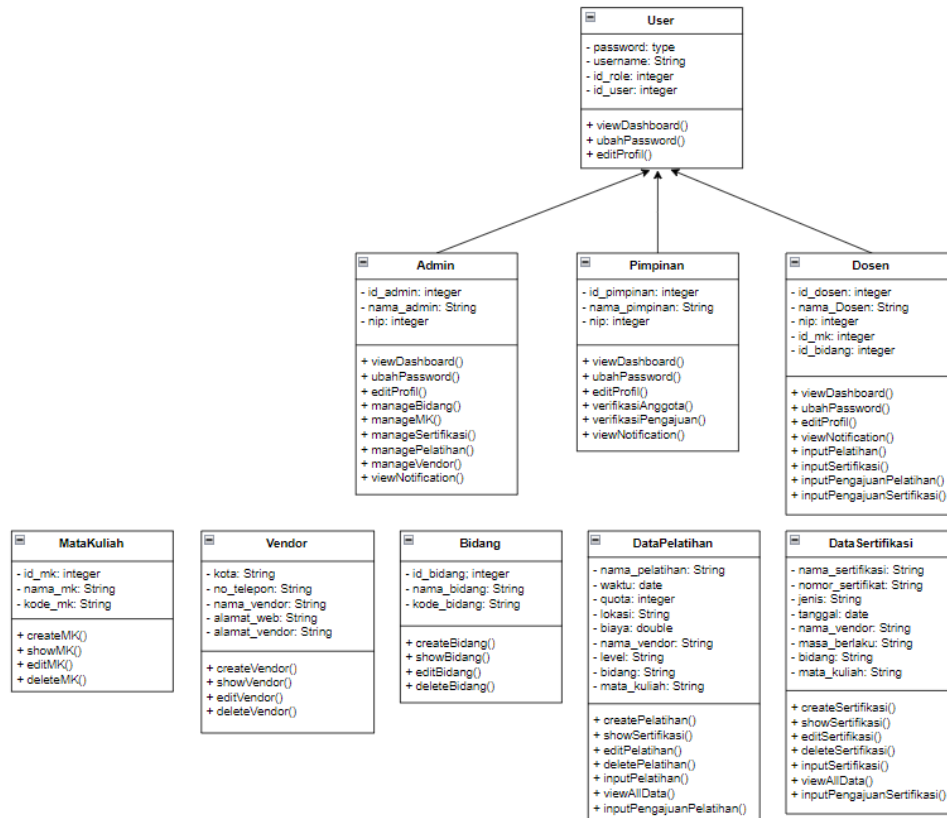 User
- password: type
- username: String
- id_role: integer
- id_user: integer
+ viewDashboard()
+ ubahPassword()
+ editProfil()
Admin
- id_admin: integer
- nama_admin: String
- nip: integer
+ viewDashboard()
+ ubahPassword()
+ editProfil()
+ manageBidang()
+ manageMK()
+ manageSertifikasi()
+ managePelatihan()
+ manageVendor()
+ viewNotification()
Pimpinan
- id_pimpinan: integer
- nama_pimpinan: String
- nip: integer
+ viewDashboard()
+ ubahPassword()
+ editProfil()
+ verifikasiAnggota()
+ verifikasiPengajuan()
+ viewNotification()
Dosen
- id_dosen: integer
- nama_Dosen: String
- nip: integer
- id_mk: integer
- id_bidang: integer
+ viewDashboard()
+ ubahPassword()
+ editProfil()
+ viewNotification()
+ inputPelatihan()
+ inputSertifikasi()
+ inputPengajuanPelatihan()
+ inputPengajuanSertifikasi()
MataKuliah
- id_mk: integer
- nama_mk: String
- kode_mk: String
+ createMK()
+ showMK()
+ editMK()
+ deleteMK()
Vendor
- kota: String
- no_telepon: String
- nama_vendor: String
- alamat_web: String
- alamat_vendor: String
+ createVendor()
+ showVendor()
+ editVendor()
+ deleteVendor()
Bidang
- id_bidang: integer
- nama_bidang: String
- kode_bidang: String
+ createBidang()
+ showBidang()
+ editBidang()
+ deleteBidang()
DataPelatihan
- nama_pelatihan: String
- waktu: date
- quota: integer
- lokasi: String
- biaya: double
- nama_vendor: String
- level: String
- bidang: String
- mata_kuliah: String
+ createPelatihan()
+ showSertifikasi()
+ editPelatihan()
+ deletePelatihan()
+ inputPelatihan()
+ viewAllData()
+ inputPengajuanPelatihan()
DataSertifikasi
- nama_sertifikasi: String
- nomor_sertifikat: String
- jenis: String
- tanggal: date
- nama_vendor: String
- masa_berlaku: String
- bidang: String
- mata_kuliah: String
+ createSertifikasi()
+ showSertifikasi()
+ editSertifikasi()
+ deleteSertifikasi()
+ inputSertifikasi()
+ viewAllData()
+ inputPengajuanSertifikasi()